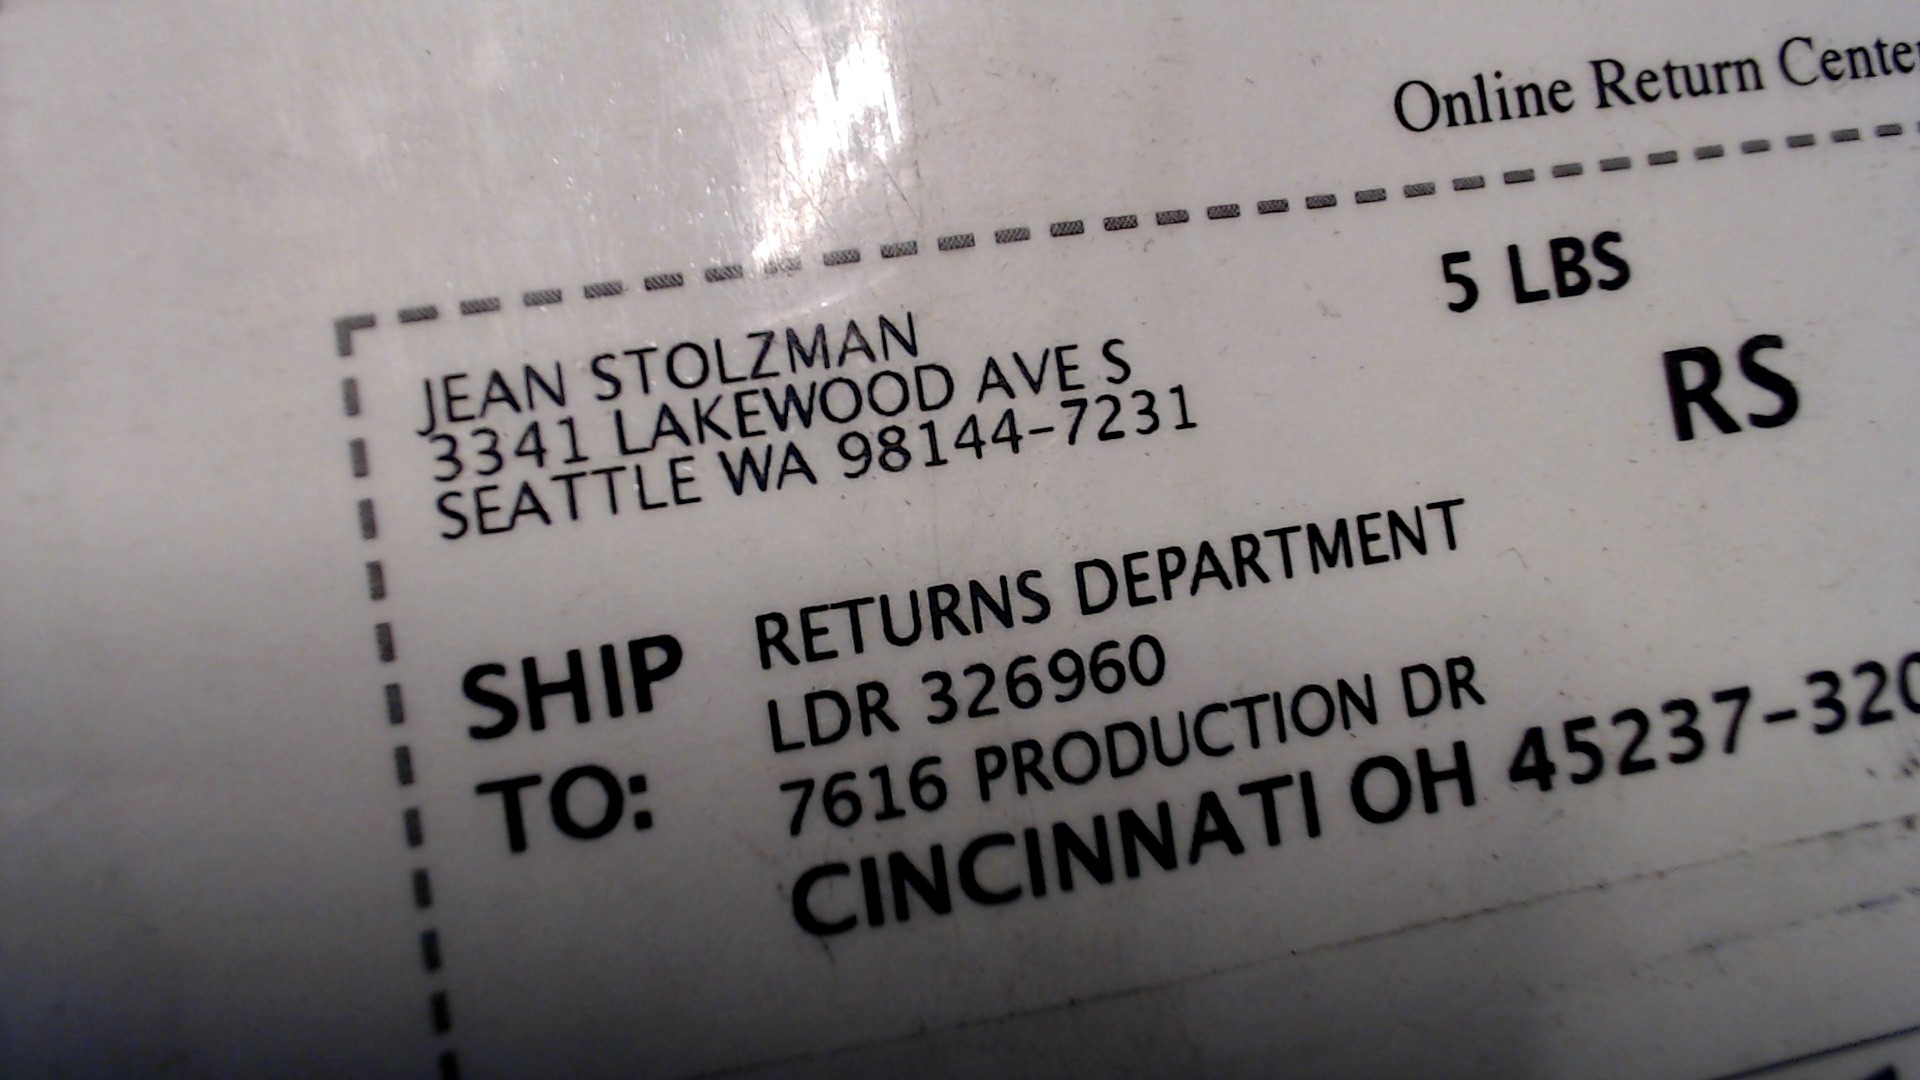 Online Return Center
5 LBS
JEAN STOLZMAN
3341 LAKEWOOD AVE S
SEATTLE WA 98144-7231
RS
SHIP TO:
RETURNS DEPARTMENT
LDR 326960
7616 PRODUCTION DR
CINCINNATI OH 45237-320